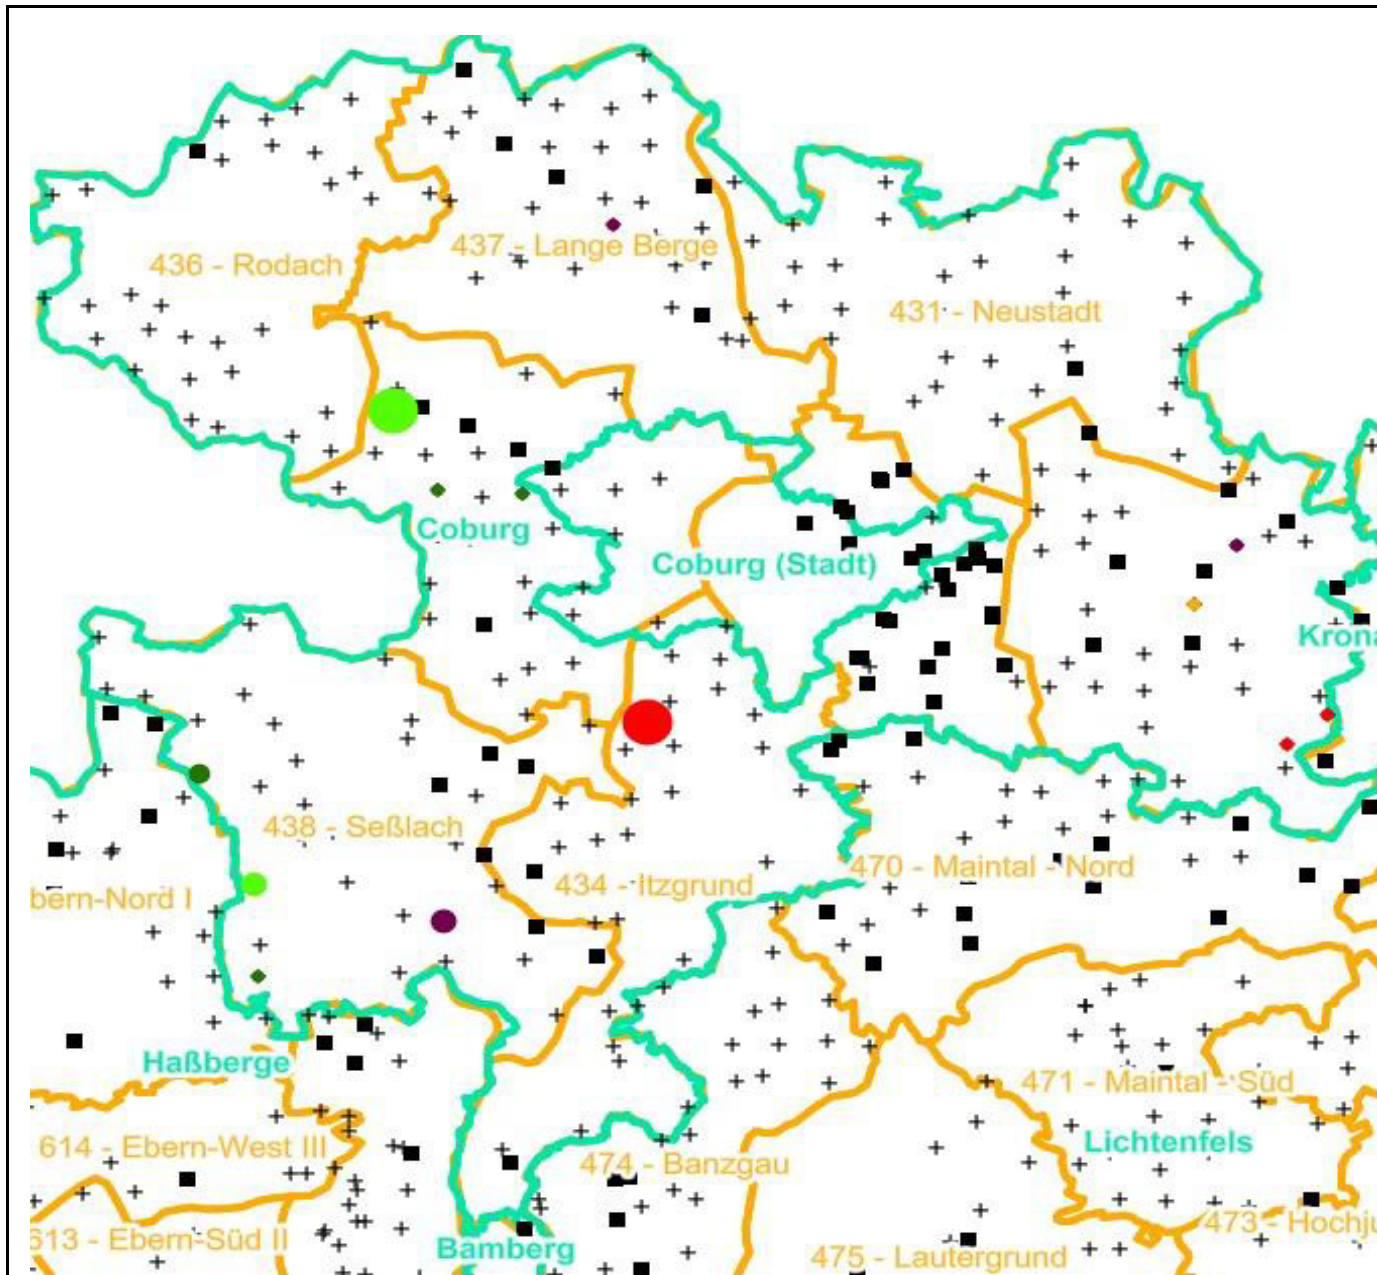 437 - Lange Berge
436 - Rodach
431 - Neustadt
Coburg
Coburg (Stadt)
Krona
438 - Seßlach
470 - Maintal - Nord
434 - Itzgrund
bern-Nord I
Haßberge
471 - Maintal - Süd
614 - Ebern-West III
Lichtenfels
474 - Banzgau
473 - Hochju
613 - Ebern-Süd II
Bamberg
475 - Lautergrund